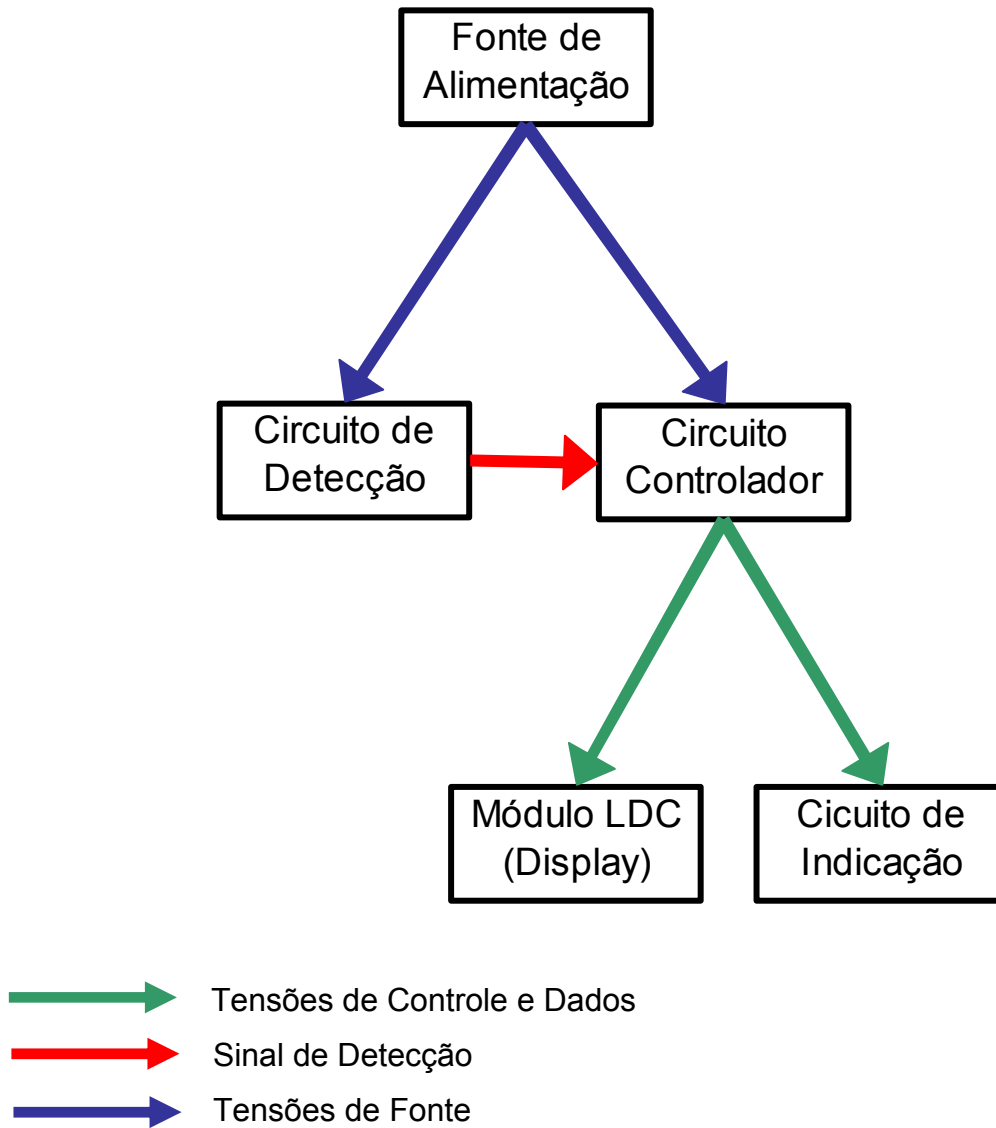 Fonte de
Alimentação
Circuito de
Detecção
Circuito
Controlador
Módulo LDC
(Display)
Cicuito de
Indicação
Tensões de Controle e Dados
Sinal de Detecção
Tensões de Fonte